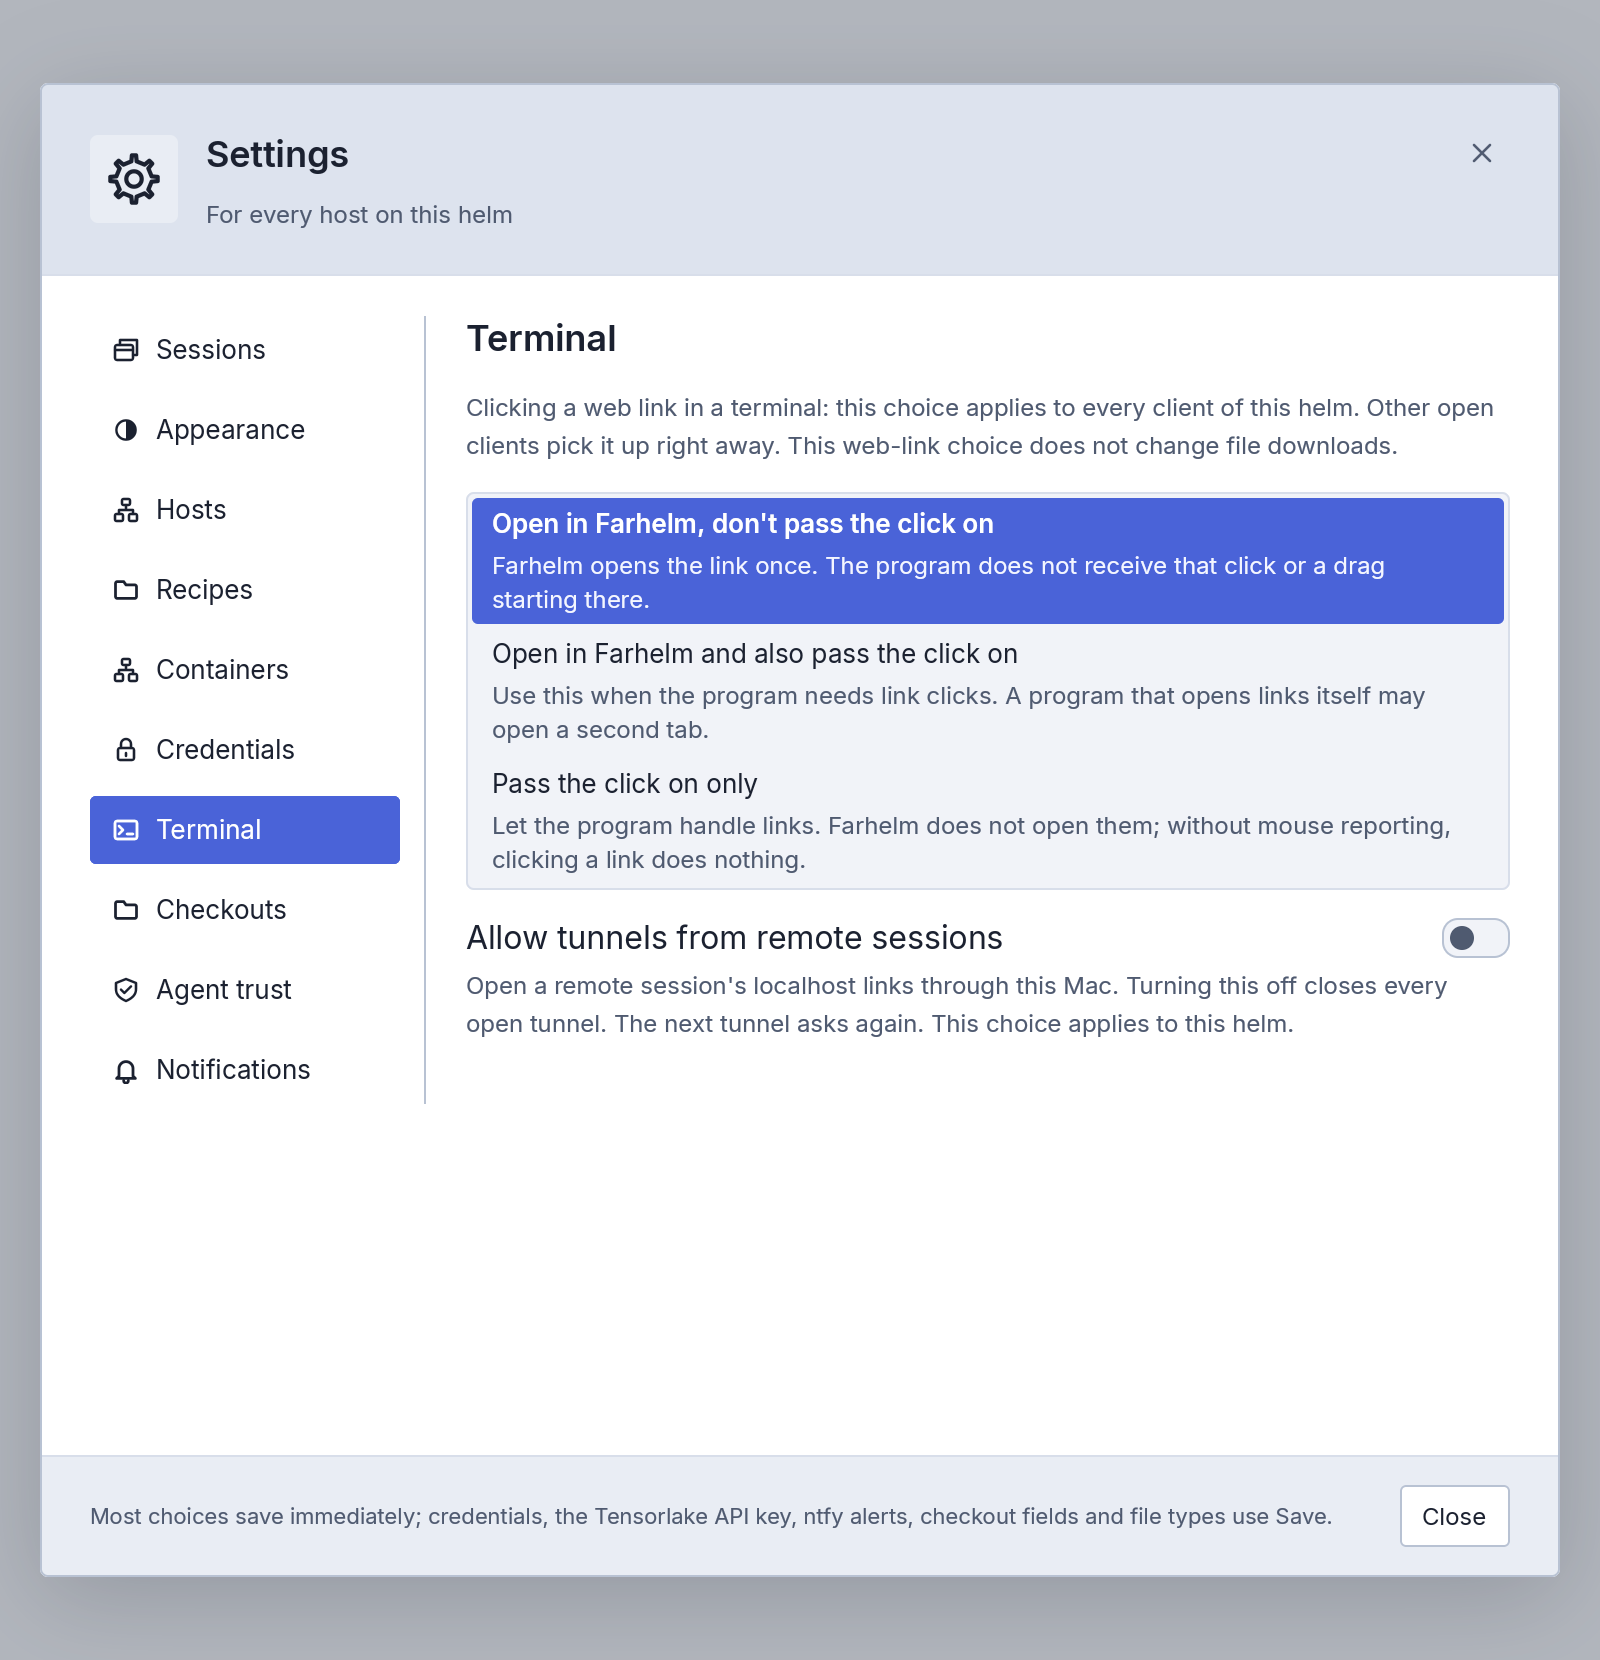 Settings
For every host on this helm
Sessions
Appearance
Hosts
Recipes
Containers
Credentials
Terminal
Checkouts
Agent trust
Notifications
Terminal
Clicking a web link in a terminal: this choice applies to every client of this helm. Other open
clients pick it up right away. This web-link choice does not change file downloads.
Open in Farhelm, don't pass the click on
Farhelm opens the link once. The program does not receive that click or a drag
starting there.
Open in Farhelm and also pass the click on
Use this when the program needs link clicks. A program that opens links itself may
open a second tab.
Pass the click on only
Let the program handle links. Farhelm does not open them; without mouse reporting,
clicking a link does nothing.
Allow tunnels from remote sessions
Open a remote session's localhost links through this Mac. Turning this off closes every
open tunnel. The next tunnel asks again. This choice applies to this helm.
Most choices save immediately; credentials, the Tensorlake API key, ntfy alerts, checkout fields and file types use Save.
Close